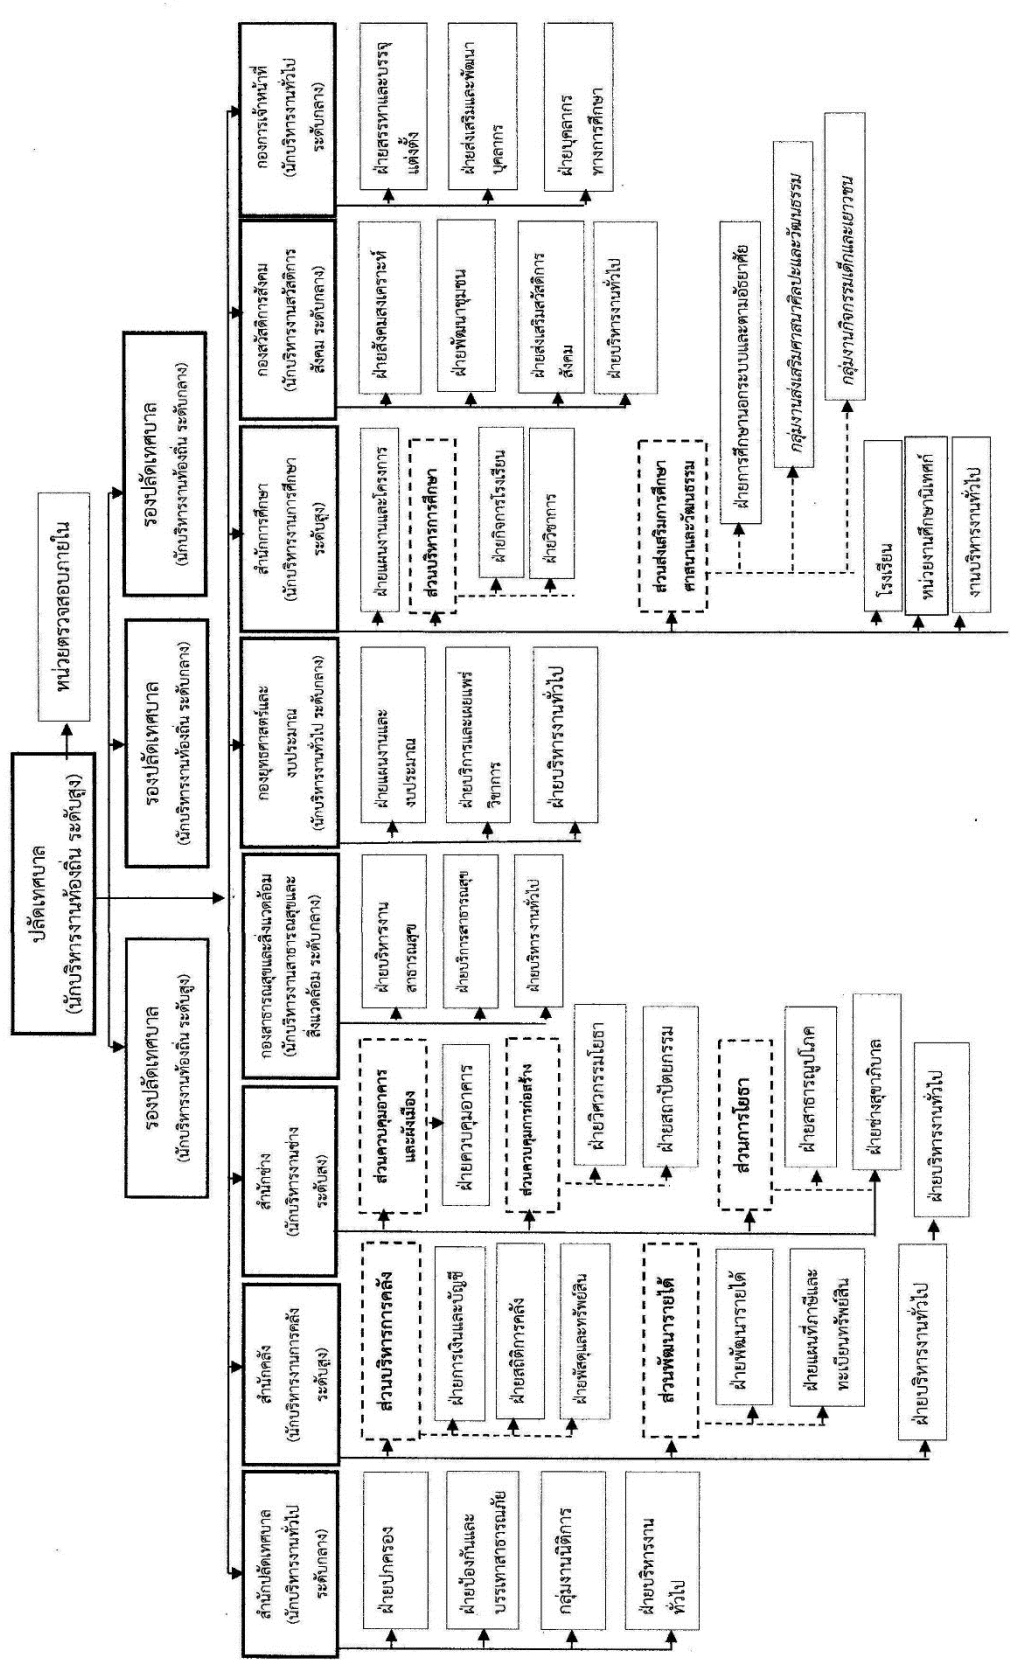 ปลัดเทศบาล
(นักบริหารงานท้องถิ่น ระดับสูง)
หน่วยตรวจสอบภายใน
รองปลัดเทศบาล
(นักบริหารงานท้องถิ่น ระดับสูง)
รองปลัดเทศบาล
(นักบริหารงานท้องถิ่น ระดับกลาง)
รองปลัดเทศบาล
(นักบริหารงานท้องถิ่น ระดับกลาง)
สำนักปลัดเทศบาล
(นักบริหารงานทั่วไป
ระดับกลาง)
ฝ่ายปกครอง
ฝ่ายป้องกันและ
บรรเทาสาธารณภัย
กลุ่มงานนิติการ
ฝ่ายบริหารงาน
ทั่วไป
สำนักคลัง
(นักบริหารงานการคลัง
ระดับสูง)
ส่วนบริหารการคลัง
ฝ่ายการเงินและบัญชี
ฝ่ายสถิติการคลัง
ฝ่ายพัสดุและทรัพย์สิน
ส่วนพัฒนารายได้
ฝ่ายพัฒนารายได้
ฝ่ายแผนที่ภาษีและ
ทะเบียนทรัพย์สิน
ฝ่ายบริหารงานทั่วไป
สำนักช่าง
(นักบริหารงานช่าง
ระดับสูง)
ส่วนควบคุมอาคาร
และผังเมือง
ฝ่ายควบคุมอาคาร
ส่วนควบคุมการก่อสร้าง
ฝ่ายวิศวกรรมโยธา
ฝ่ายสถาปัตยกรรม
ส่วนการโยธา
ฝ่ายสาธารณูปโภค
ฝ่ายช่างสุขาภิบาล
ฝ่ายบริหารงานทั่วไป
กองสาธารณสุขและสิ่งแวดล้อม
(นักบริหารงานสาธารณสุขและ
สิ่งแวดล้อม ระดับกลาง)
ฝ่ายบริหารงาน
สาธารณสุข
ฝ่ายบริการสาธารณสุข
ฝ่ายบริหารงานทั่วไป
กองยุทธศาสตร์และ
งบประมาณ
(นักบริหารงานทั่วไป ระดับกลาง)
ฝ่ายแผนงานและ
งบประมาณ
ฝ่ายบริการและเผยแพร่
วิชาการ
ฝ่ายบริหารงานทั่วไป
สำนักการศึกษา
(นักบริหารงานการศึกษา
ระดับสูง)
ฝ่ายแผนงานและโครงการ
ส่วนบริหารการศึกษา
ฝ่ายกิจการโรงเรียน
ฝ่ายวิชาการ
ส่วนส่งเสริมการศึกษา
ศาสนาและวัฒนธรรม
ฝ่ายการศึกษานอกระบบและตามอัธยาศัย
กลุ่มงานส่งเสริมศาสนาศิลปะและวัฒนธรรม
กลุ่มงานกิจกรรมเด็กและเยาวชน
โรงเรียน
หน่วยงานศึกษานิเทศก์
งานบริหารงานทั่วไป
กองสวัสดิการสังคม
(นักบริหารงานสวัสดิการ
สังคม ระดับกลาง)
ฝ่ายสังคมสงเคราะห์
ฝ่ายพัฒนาชุมชน
ฝ่ายส่งเสริมสวัสดิการ
สังคม
ฝ่ายบริหารงานทั่วไป
กองการเจ้าหน้าที่
(นักบริหารงานทั่วไป
ระดับกลาง)
ฝ่ายสรรหาและบรรจุ
แต่งตั้ง
ฝ่ายส่งเสริมและพัฒนา
บุคลากร
ฝ่ายบุคลากร
ทางการศึกษา